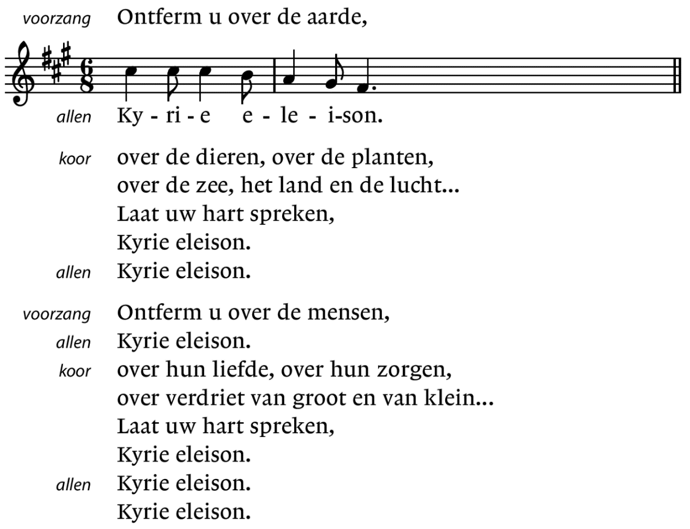 voorzang Ontferm u over de aarde,
6
8
allen Ky - ri - e e - le - i-son.
koor over de dieren, over de planten,
over de zee, het land en de lucht...
Laat uw hart spreken,
Kyrie eleison.
allen Kyrie eleison.
voorzang Ontferm u over de mensen,
allen Kyrie eleison.
koor over hun liefde, over hun zorgen,
over verdriet van groot en van klein...
Laat uw hart spreken,
Kyrie eleison.
allen Kyrie eleison.
Kyrie eleison.